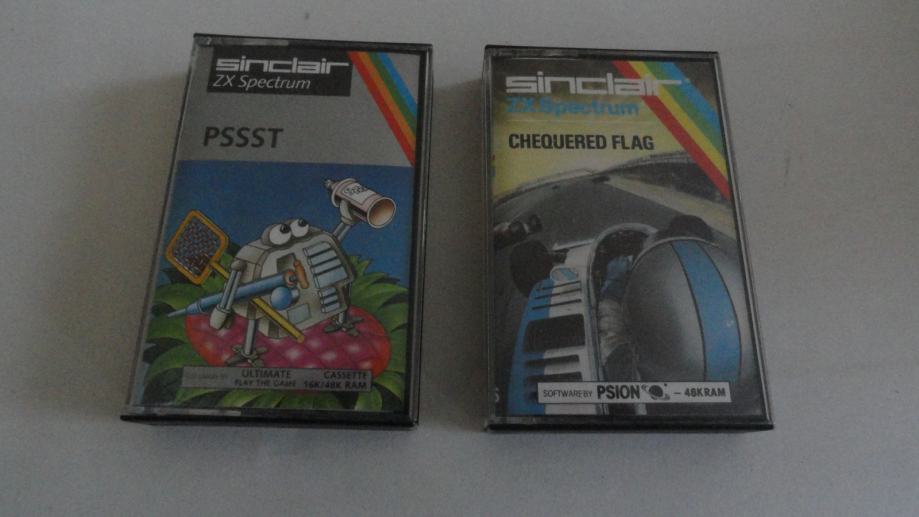 sinclair
ZX Spectrum
PSSST
ULTIMATE
PLAY THE GAME
CASSETTE
16K/48K RAM
sinclair
ZX Spectrum
CHEQUERED FLAG
SOFTWARE BY PSION – 48K RAM